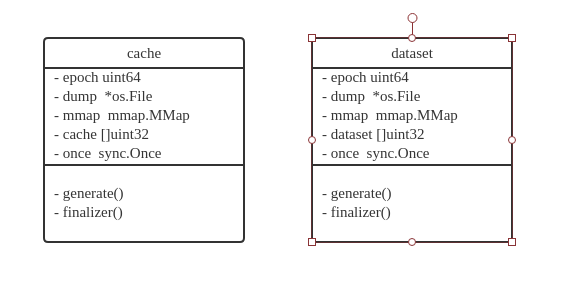 cache
- epoch uint64
- dump  *os.File
- mmap  mmap.MMap
- cache []uint32
- once  sync.Once
- generate()
- finalizer()
dataset
- epoch uint64
- dump  *os.File
- mmap  mmap.MMap
- dataset []uint32
- once  sync.Once
- generate()
- finalizer()